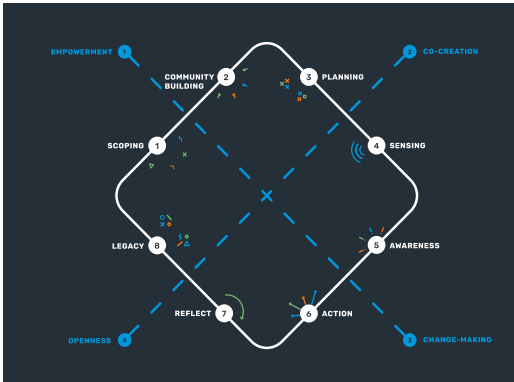 EMPOWERMENT 1
2 CO-CREATION
COMMUNITY
BUILDING 2
3 PLANNING
SCOPING 1
4 SENSING
LEGACY 8
5 AWARENESS
REFLECT 7
6 ACTION
OPENNESS 4
3 CHANGE-MAKING